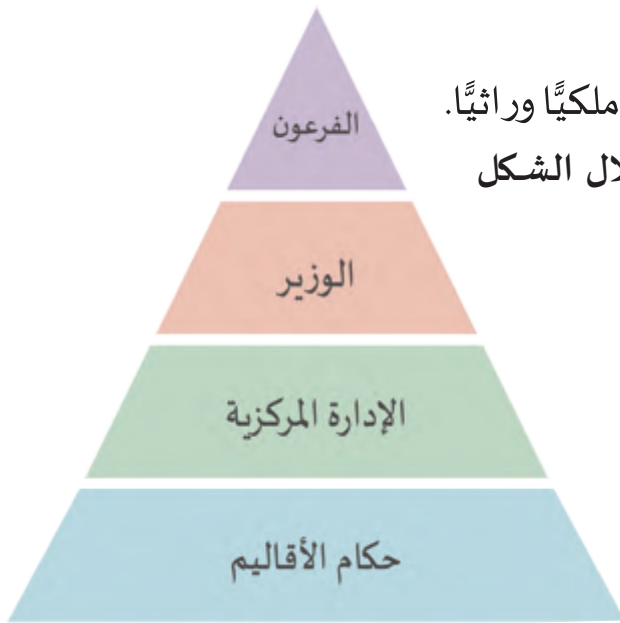 ملكيًّا وراثيًّا.
لال الشكل
الفرعون
الوزير
الإدارة المركزية
حكام الأقاليم